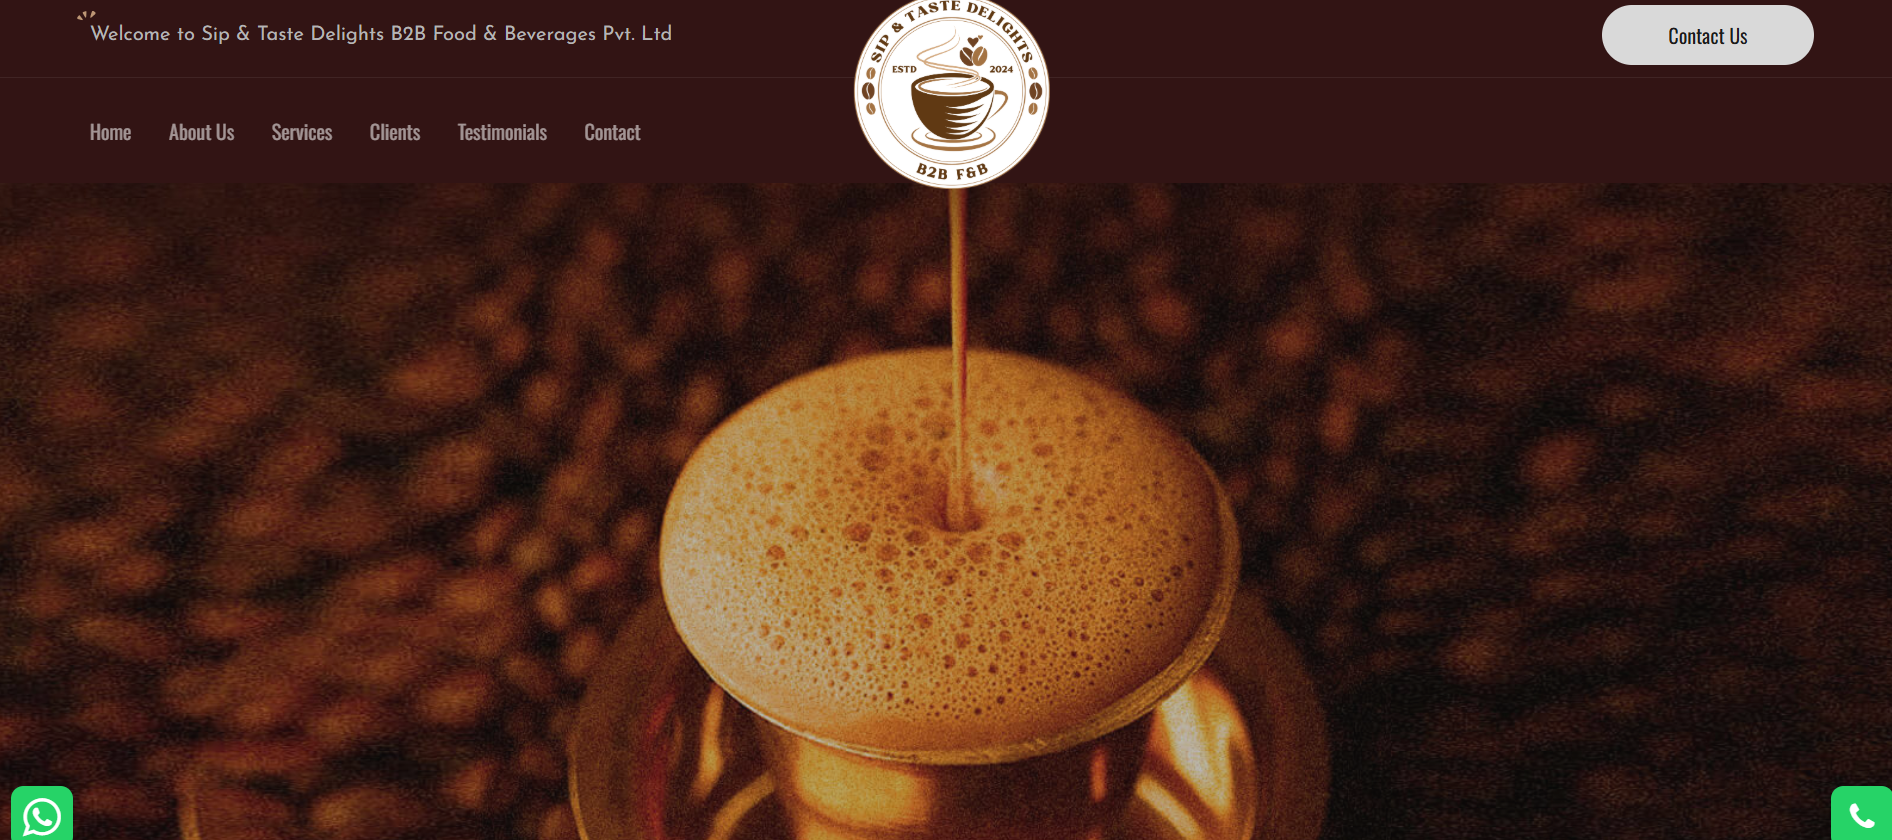 Welcome to Sip & Taste Delights B2B Food & Beverages Pvt. Ltd
Contact Us
SIP & TASTE DELIGHTS
ESTD 2024
B2B F&B
Home About Us Services Clients Testimonials Contact